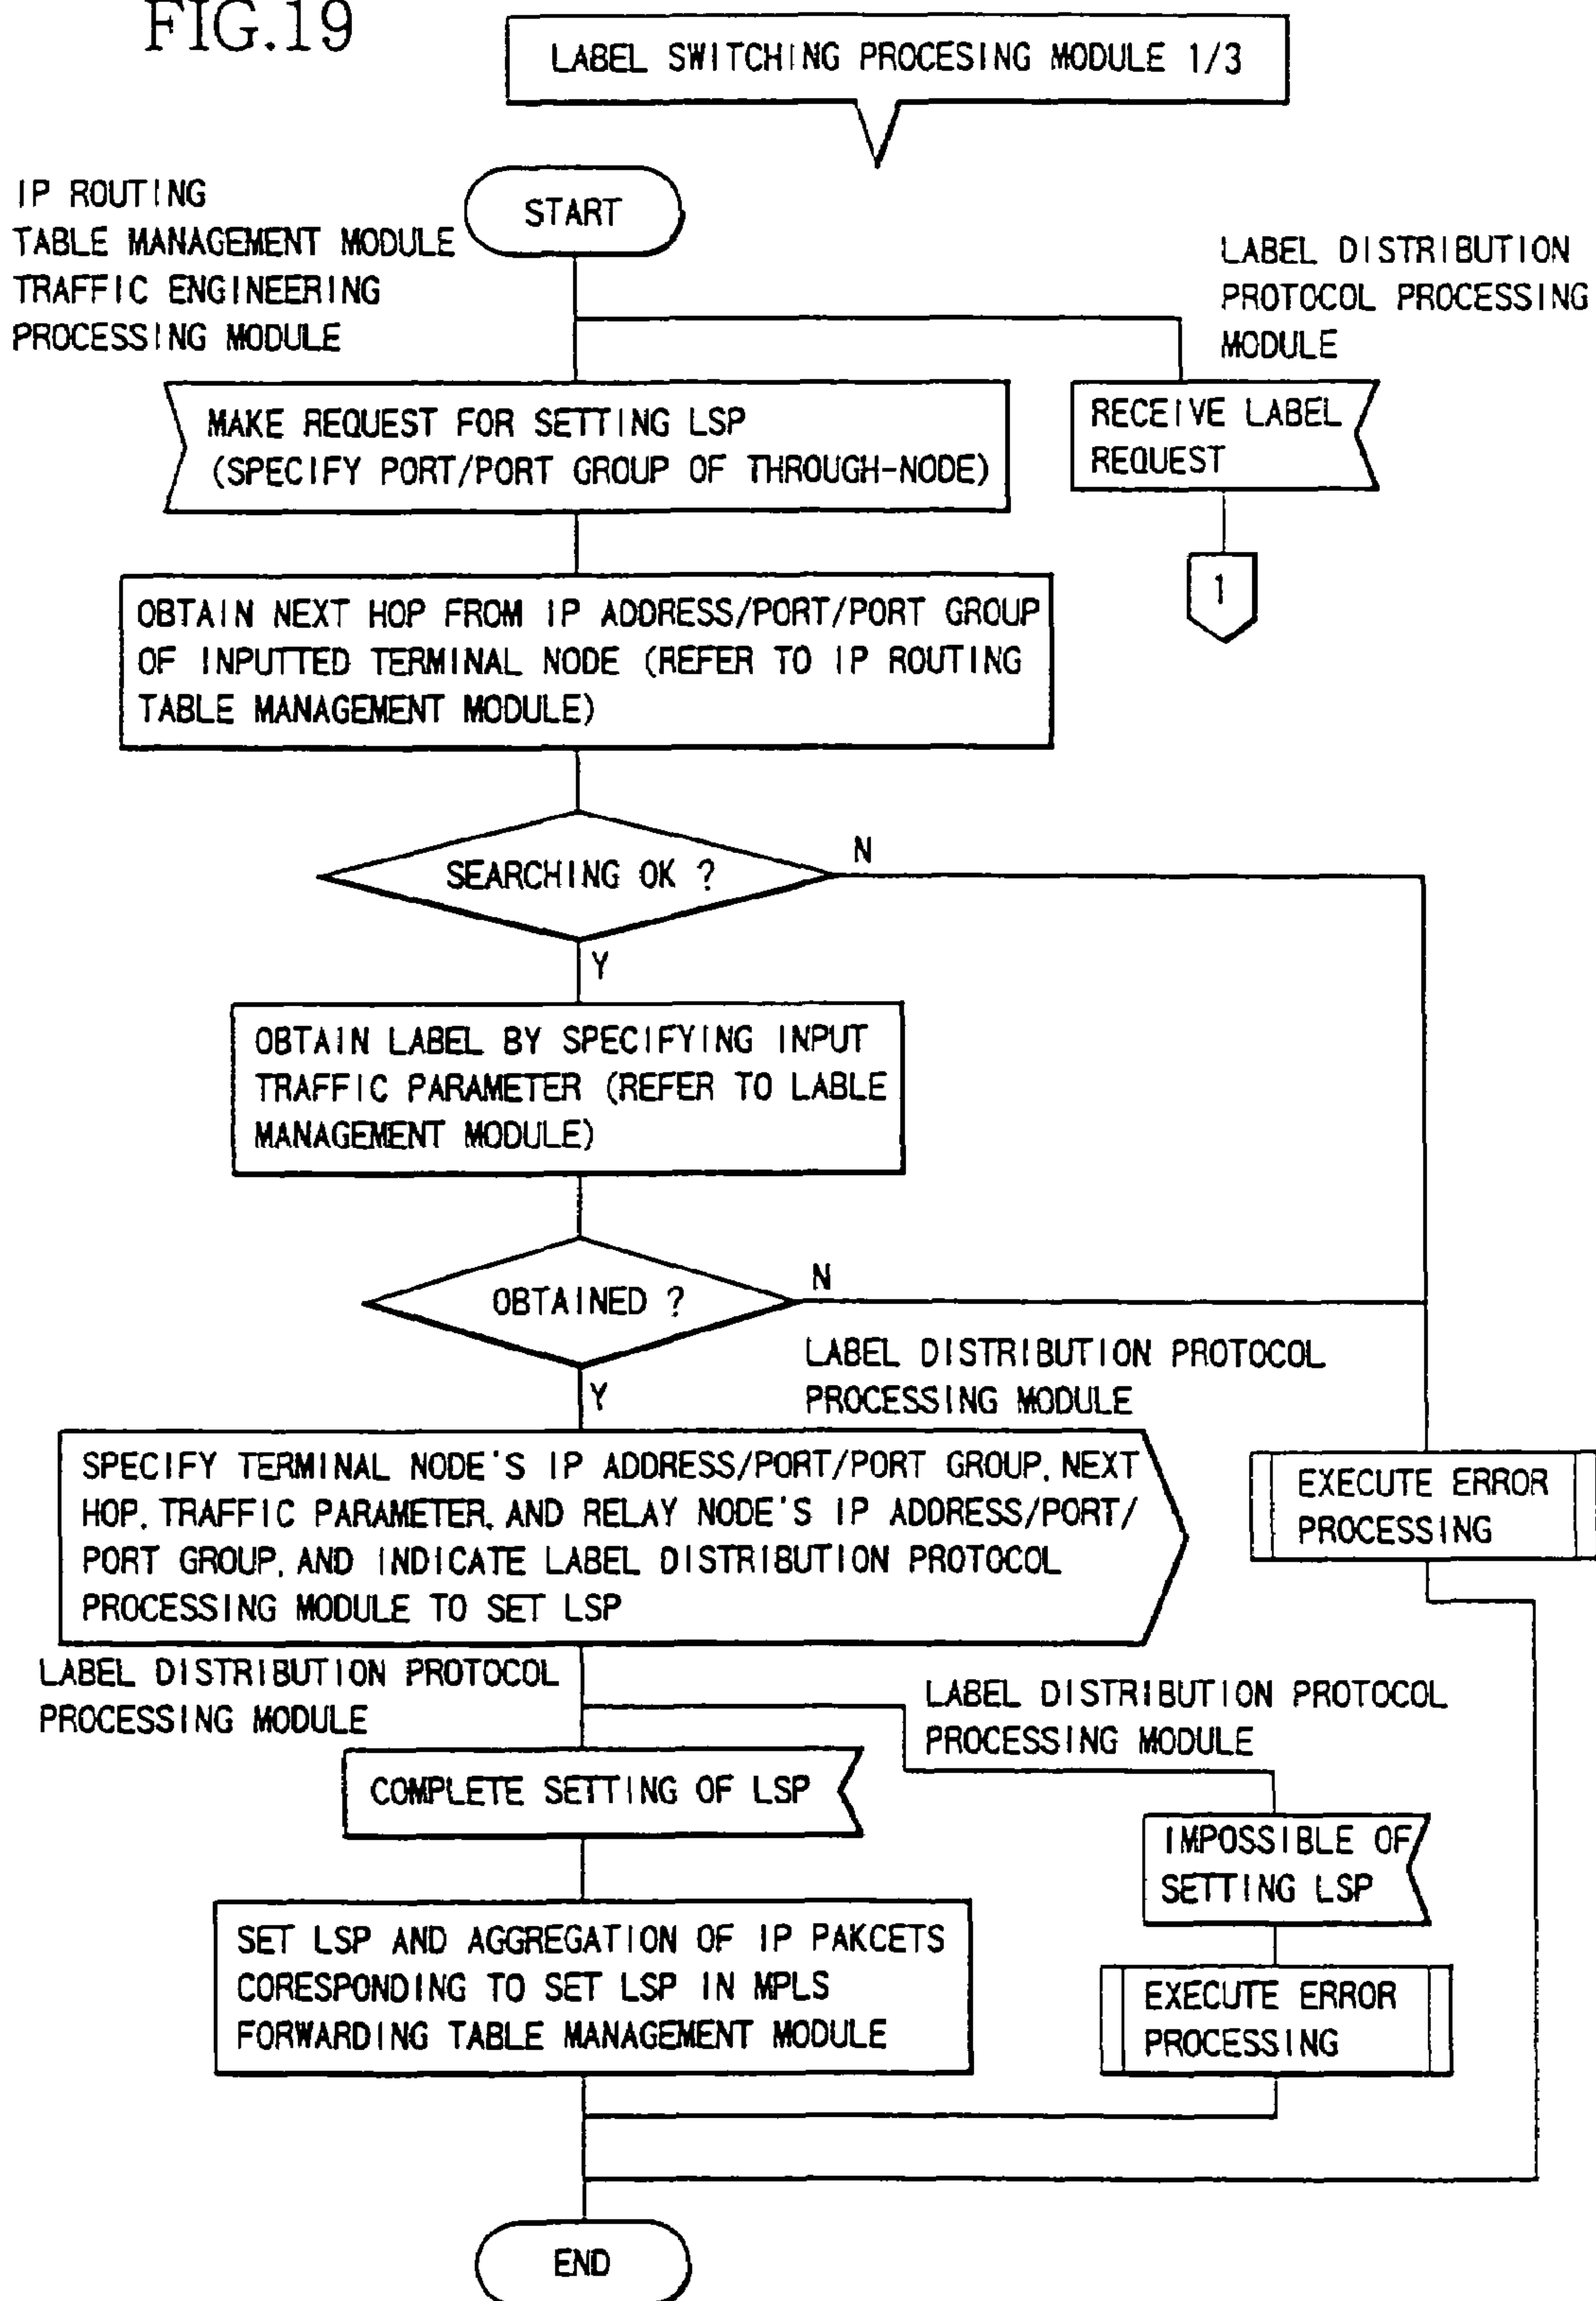 FIG.19
LABEL SWITCHING PROCESING MODULE 1/3
IP ROUTING
TABLE MANAGEMENT MODULE
TRAFFIC ENGINEERING
PROCESSING MODULE
START
LABEL DISTRIBUTION
PROTOCOL PROCESSING
MODULE
MAKE REQUEST FOR SETTING LSP
(SPECIFY PORT/PORT GROUP OF THROUGH-NODE)
RECEIVE LABEL
REQUEST
1
OBTAIN NEXT HOP FROM IP ADDRESS/PORT/PORT GROUP
OF INPUTTED TERMINAL NODE (REFER TO IP ROUTING
TABLE MANAGEMENT MODULE)
SEARCHING OK ?
N
Y
OBTAIN LABEL BY SPECIFYING INPUT
TRAFFIC PARAMETER (REFER TO LABLE
MANAGEMENT MODULE)
OBTAINED ?
N
Y
LABEL DISTRIBUTION PROTOCOL
PROCESSING MODULE
SPECIFY TERMINAL NODE'S IP ADDRESS/PORT/PORT GROUP, NEXT
HOP, TRAFFIC PARAMETER, AND RELAY NODE'S IP ADDRESS/PORT/
PORT GROUP, AND INDICATE LABEL DISTRIBUTION PROTOCOL
PROCESSING MODULE TO SET LSP
EXECUTE ERROR
PROCESSING
LABEL DISTRIBUTION PROTOCOL
PROCESSING MODULE
LABEL DISTRIBUTION PROTOCOL
PROCESSING MODULE
COMPLETE SETTING OF LSP
IMPOSSIBLE OF
SETTING LSP
SET LSP AND AGGREGATION OF IP PAKCETS
CORESPONDING TO SET LSP IN MPLS
FORWARDING TABLE MANAGEMENT MODULE
EXECUTE ERROR
PROCESSING
END